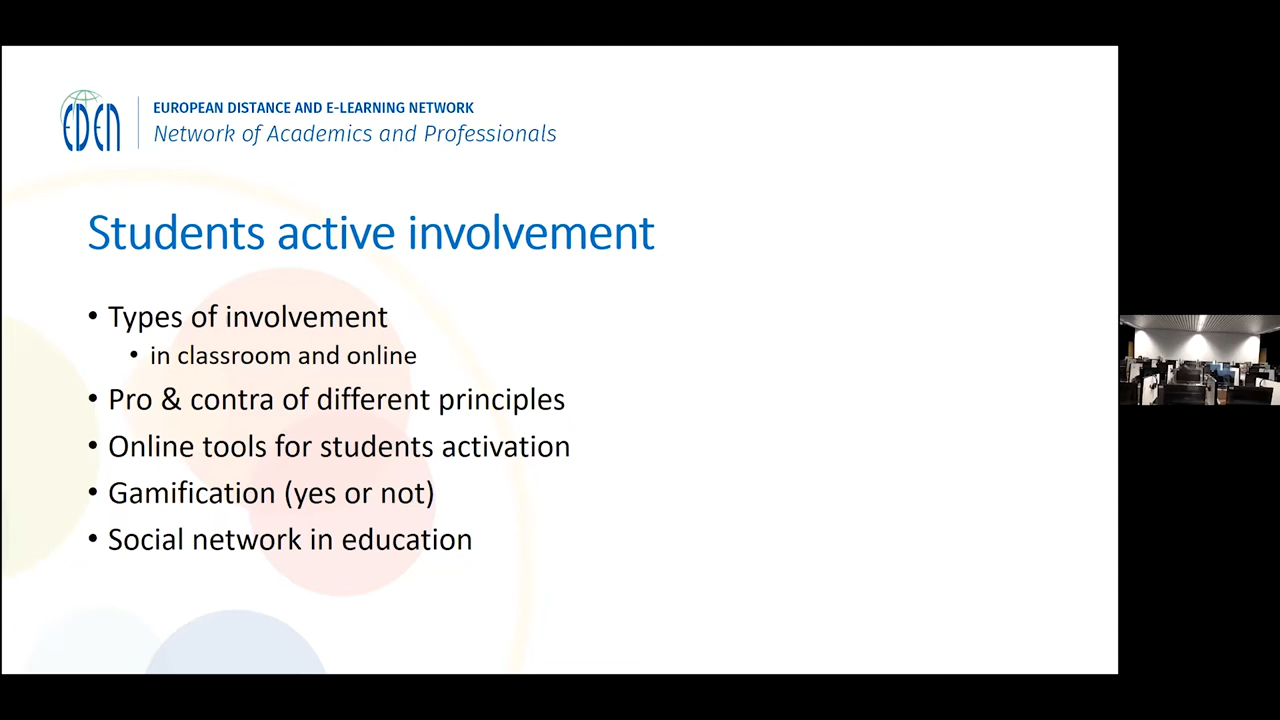 EDEN
EUROPEAN DISTANCE AND E-LEARNING NETWORK
Network of Academics and Professionals
Students active involvement
• Types of involvement
• in classroom and online
• Pro & contra of different principles
• Online tools for students activation
• Gamification (yes or not)
• Social network in education